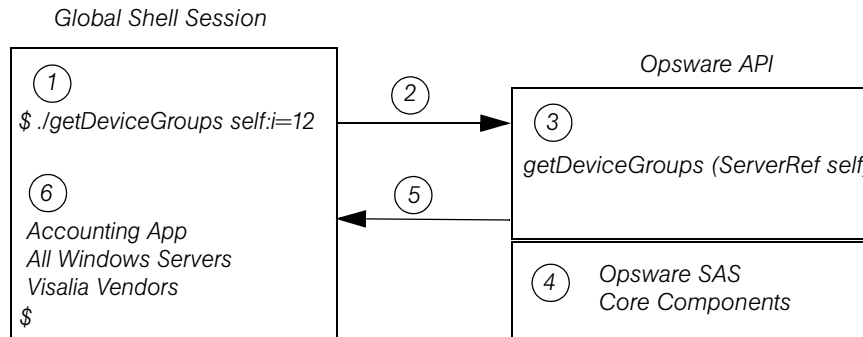 Global Shell Session
Opsware API
1
$ ./getDeviceGroups self:i=12
2
3
getDeviceGroups (ServerRef self
6
5
Accounting App
All Windows Servers
Visalia Vendors
$
4
Opsware SAS
Core Components